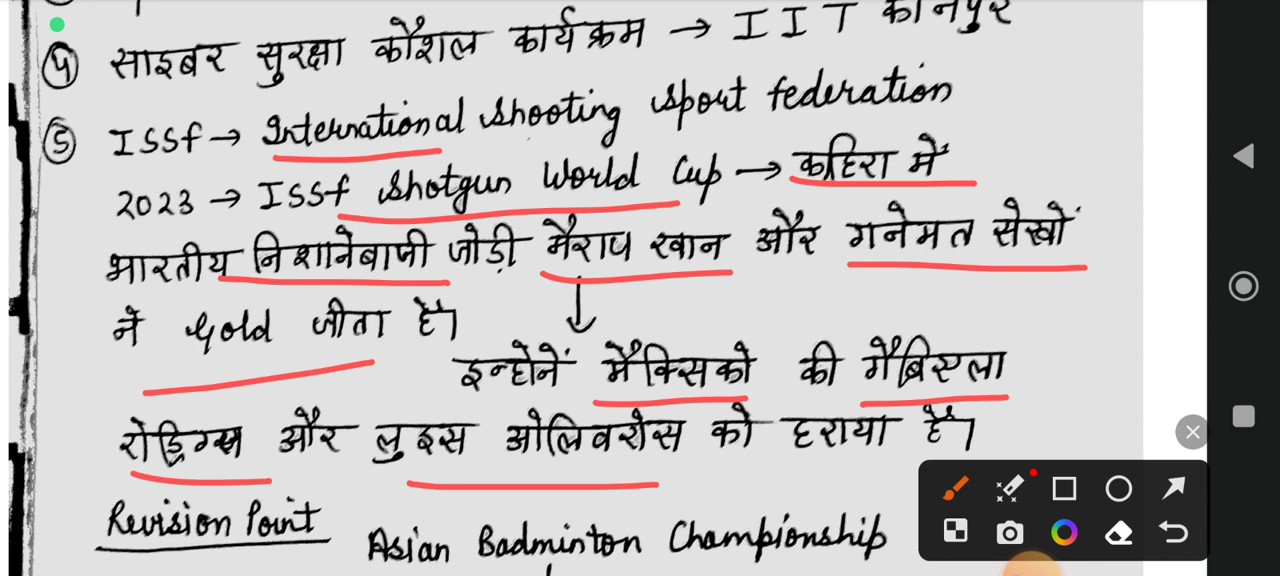 ④ साइबर सुरक्षा कौशल कार्यक्रम → IIT कानपुर
⑤ ISSf → International Shooting Sport federation
2023 → ISSf Shotgun World Cup → कहिरा में
भारतीय निशानेबाजी जोड़ी मैराज खान और गनेमत सेखों
ने Gold जीता है।
इन्होनें मैक्सिको की गैब्रिएला
रोड्रिग्स और लुइस ओलिवरोस को हराया है।
Revision Point
Asian Badminton Championship